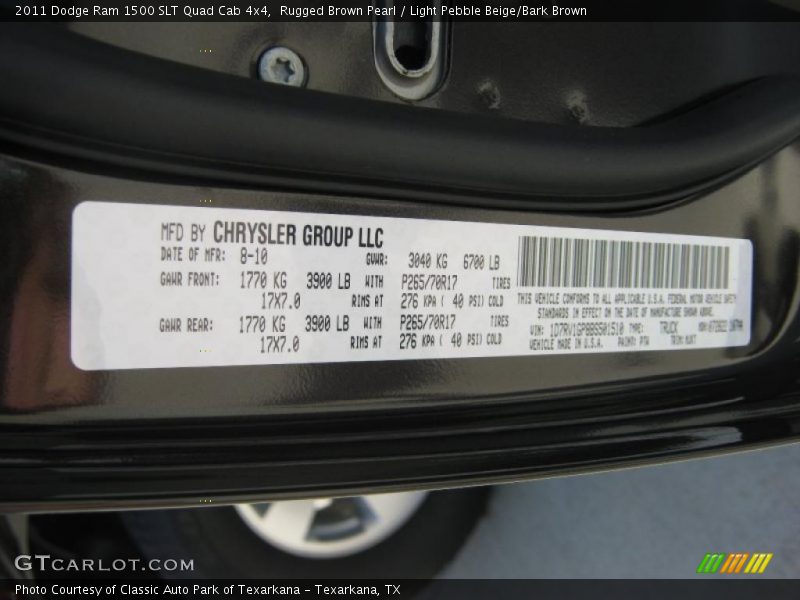 2011 Dodge Ram 1500 SLT Quad Cab 4x4,  Rugged Brown Pearl / Light Pebble Beige/Bark Brown
MFD BY CHRYSLER GROUP LLC
DATE OF MFR: 8-10 GVWR: 3040 KG 6700 LB
GAWR FRONT: 1770 KG 3900 LB WITH P265/70R17 TIRES
17X7.0 RIMS AT 276 KPA ( 40 PSI) COLD
GAWR REAR: 1770 KG 3900 LB WITH P265/70R17 TIRES
17X7.0 RIMS AT 276 KPA ( 40 PSI) COLD
THIS VEHICLE CONFORMS TO ALL APPLICABLE U.S.A. FEDERAL MOTOR VEHICLE SAFETY
STANDARDS IN EFFECT ON THE DATE OF MANUFACTURE SHOWN ABOVE.
VIN: TYPE: TRUCK MDH:
VEHICLE MADE IN U.S.A. PAINT: PTW TRIM:
GTCARLOT.COM
Photo Courtesy of Classic Auto Park of Texarkana – Texarkana, TX